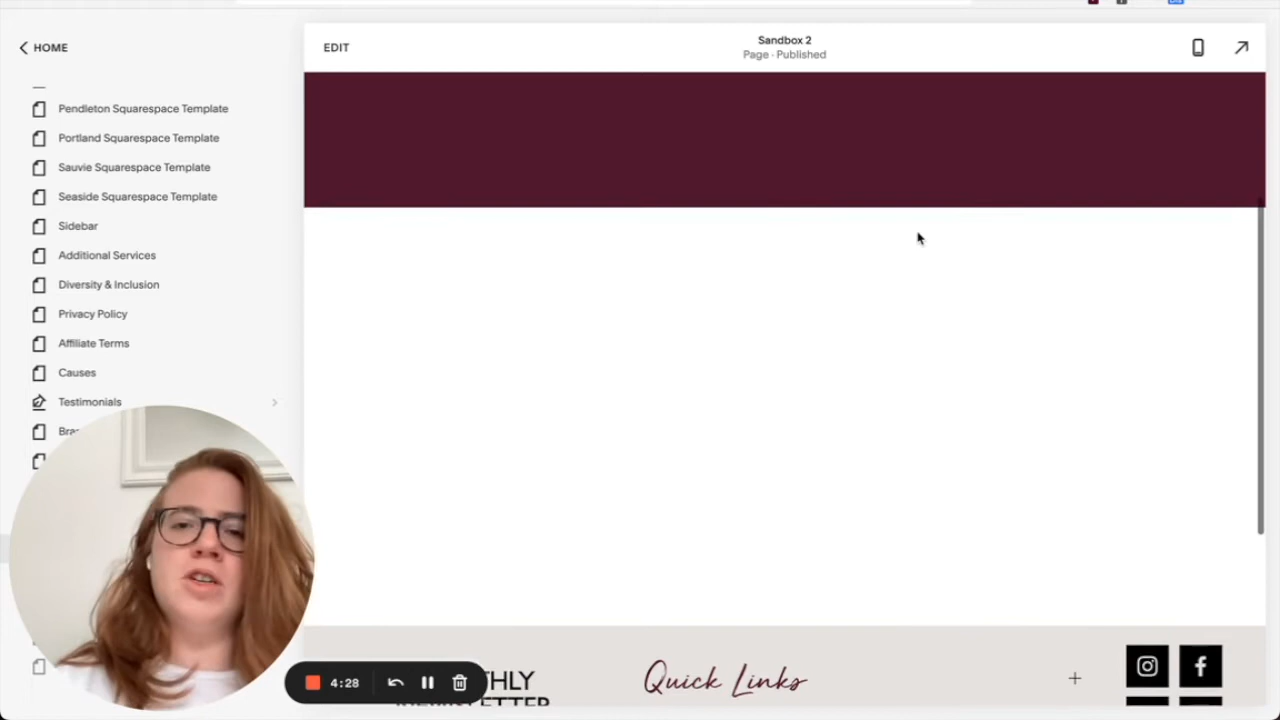 HOME
EDIT
Sandbox 2
Page · Published
Pendleton Squarespace Template
Portland Squarespace Template
Sauvie Squarespace Template
Seaside Squarespace Template
Sidebar
Additional Services
Diversity & Inclusion
Privacy Policy
Affiliate Terms
Causes
Testimonials
4:28
Quick Links